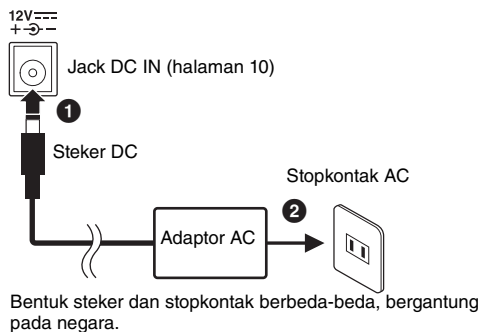 12V
Jack DC IN (halaman 10)
1
Steker DC
Stopkontak AC
2
Adaptor AC
Bentuk steker dan stopkontak berbeda-beda, bergantung
pada negara.